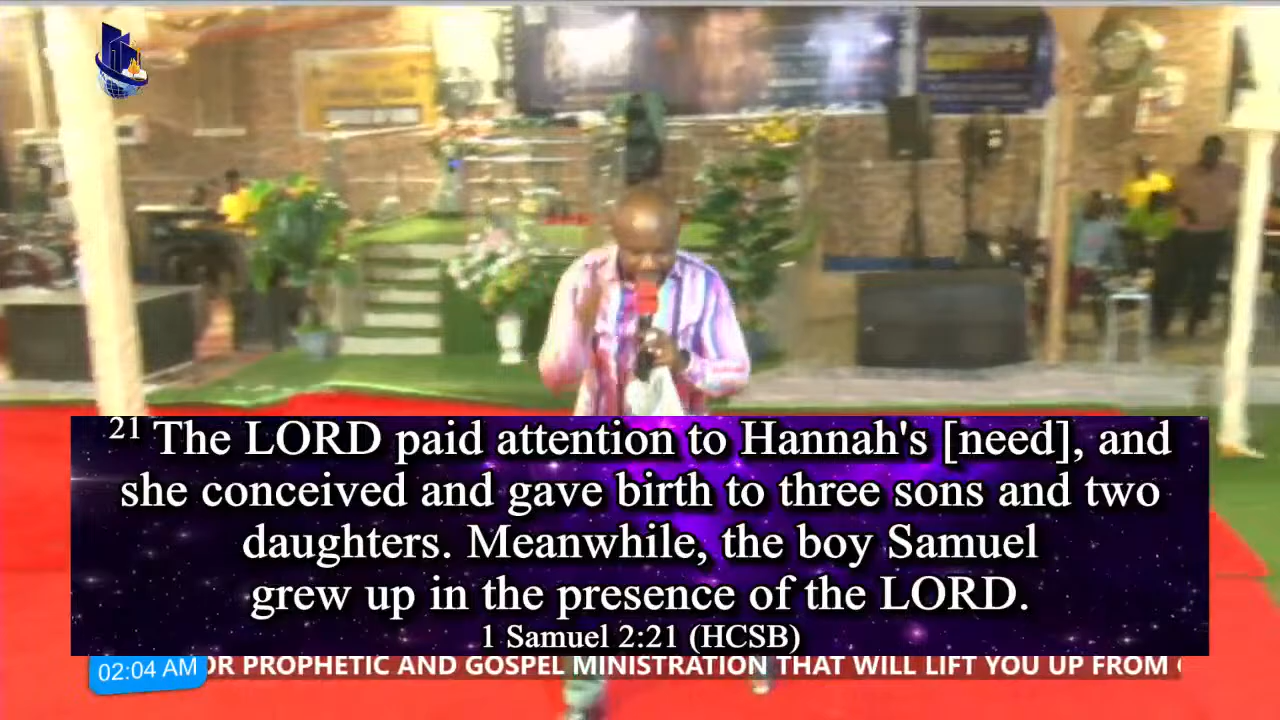 21 The LORD paid attention to Hannah's [need], and
she conceived and gave birth to three sons and two
daughters. Meanwhile, the boy Samuel
grew up in the presence of the LORD.
1 Samuel 2:21 (HCSB)
02:04 AM
OR PROPHETIC AND GOSPEL MINISTRATION THAT WILL LIFT YOU UP FROM